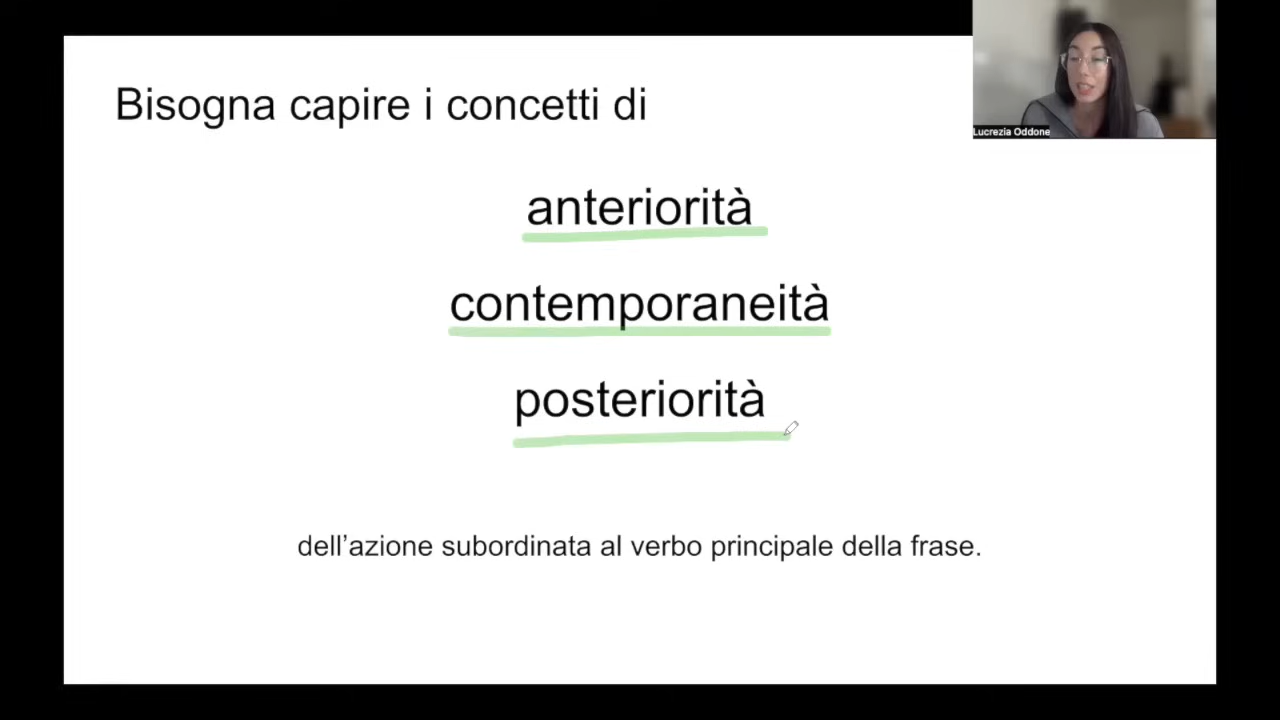 Bisogna capire i concetti di
anteriorità
contemporaneità
posteriorità
dell’azione subordinata al verbo principale della frase.
Lucrezia Oddone